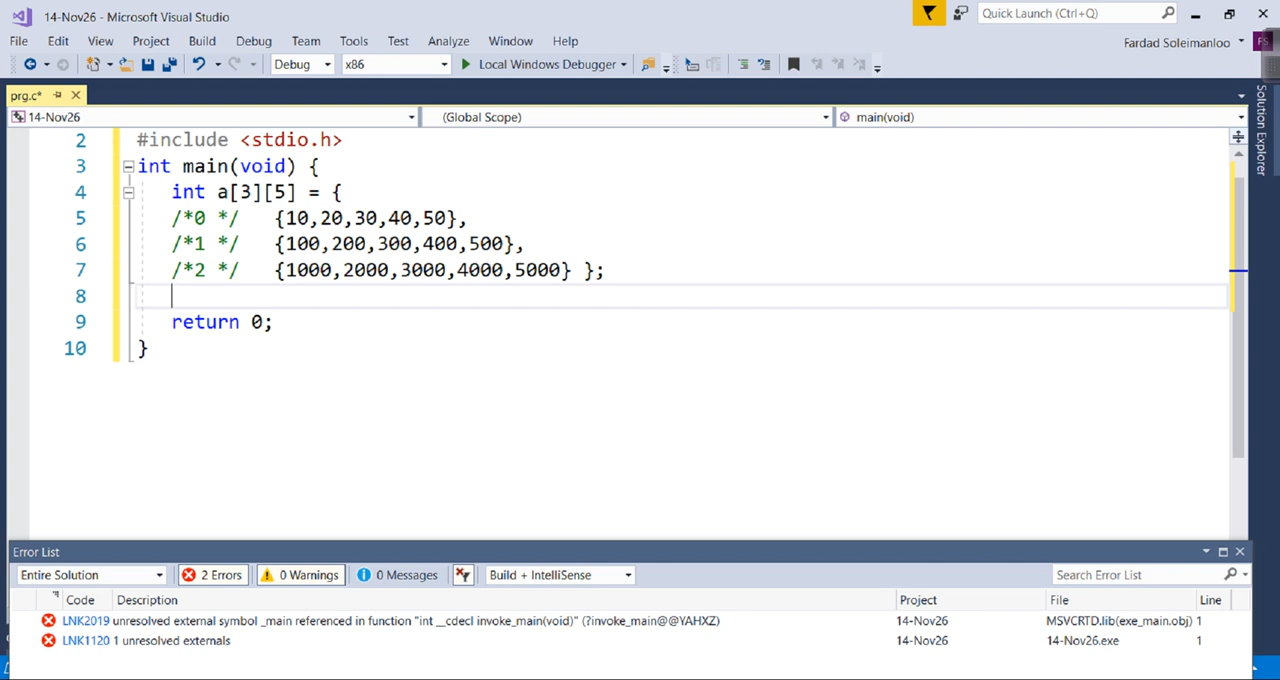 14-Nov26 - Microsoft Visual Studio
Quick Launch (Ctrl+Q)
File Edit View Project Build Debug Team Tools Test Analyze Window Help
Fardad Soleimanloo FS
Debug x86 Local Windows Debugger
prg.c*
14-Nov26 (Global Scope) main(void)
Solution Explorer
2 #include <stdio.h>
3 int main(void) {
4 int a[3][5] = {
5 /*0 */ {10,20,30,40,50},
6 /*1 */ {100,200,300,400,500},
7 /*2 */ {1000,2000,3000,4000,5000} };
8
9 return 0;
10 }
Error List
Entire Solution 2 Errors 0 Warnings 0 Messages Build + IntelliSense Search Error List
Code Description Project File Line
LNK2019 unresolved external symbol _main referenced in function "int __cdecl invoke_main(void)" (?invoke_main@@YAHXZ) 14-Nov26 MSVCRTD.lib(exe_main.obj) 1
LNK1120 1 unresolved externals 14-Nov26 14-Nov26.exe 1